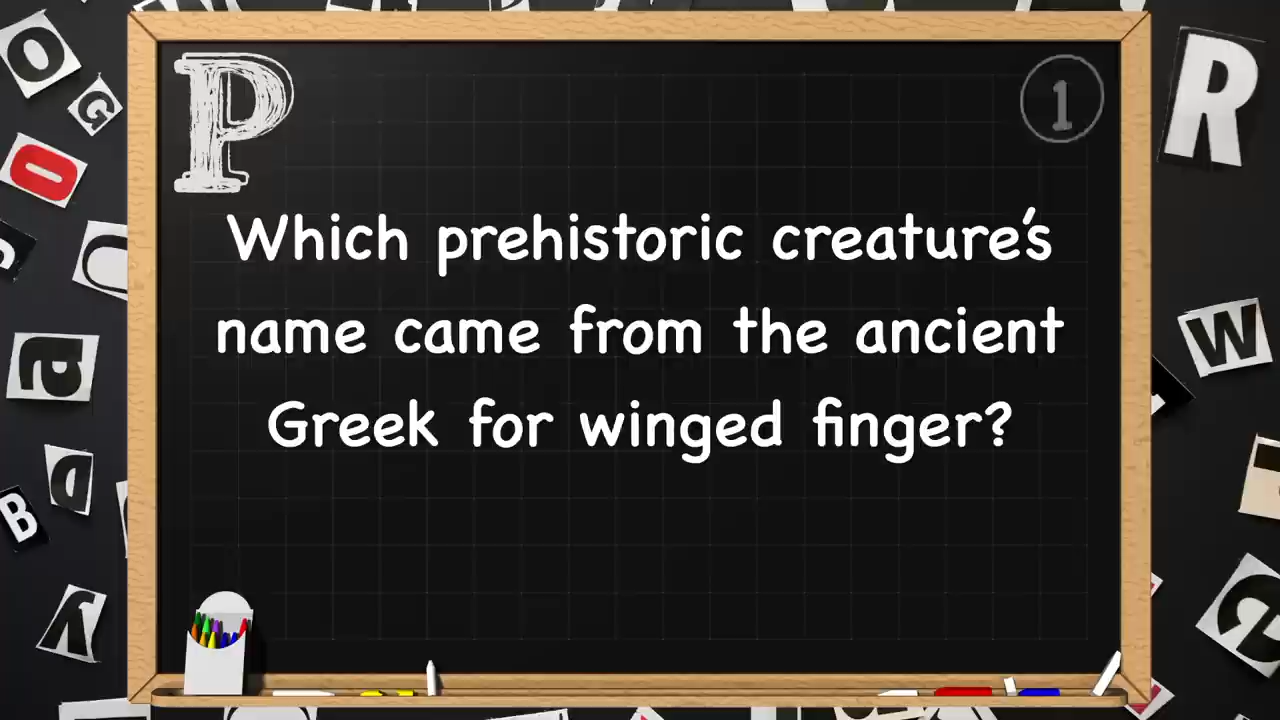 P
1
Which prehistoric creature's
name came from the ancient
Greek for winged finger?
O
G
O
R
W
a
D
B
y